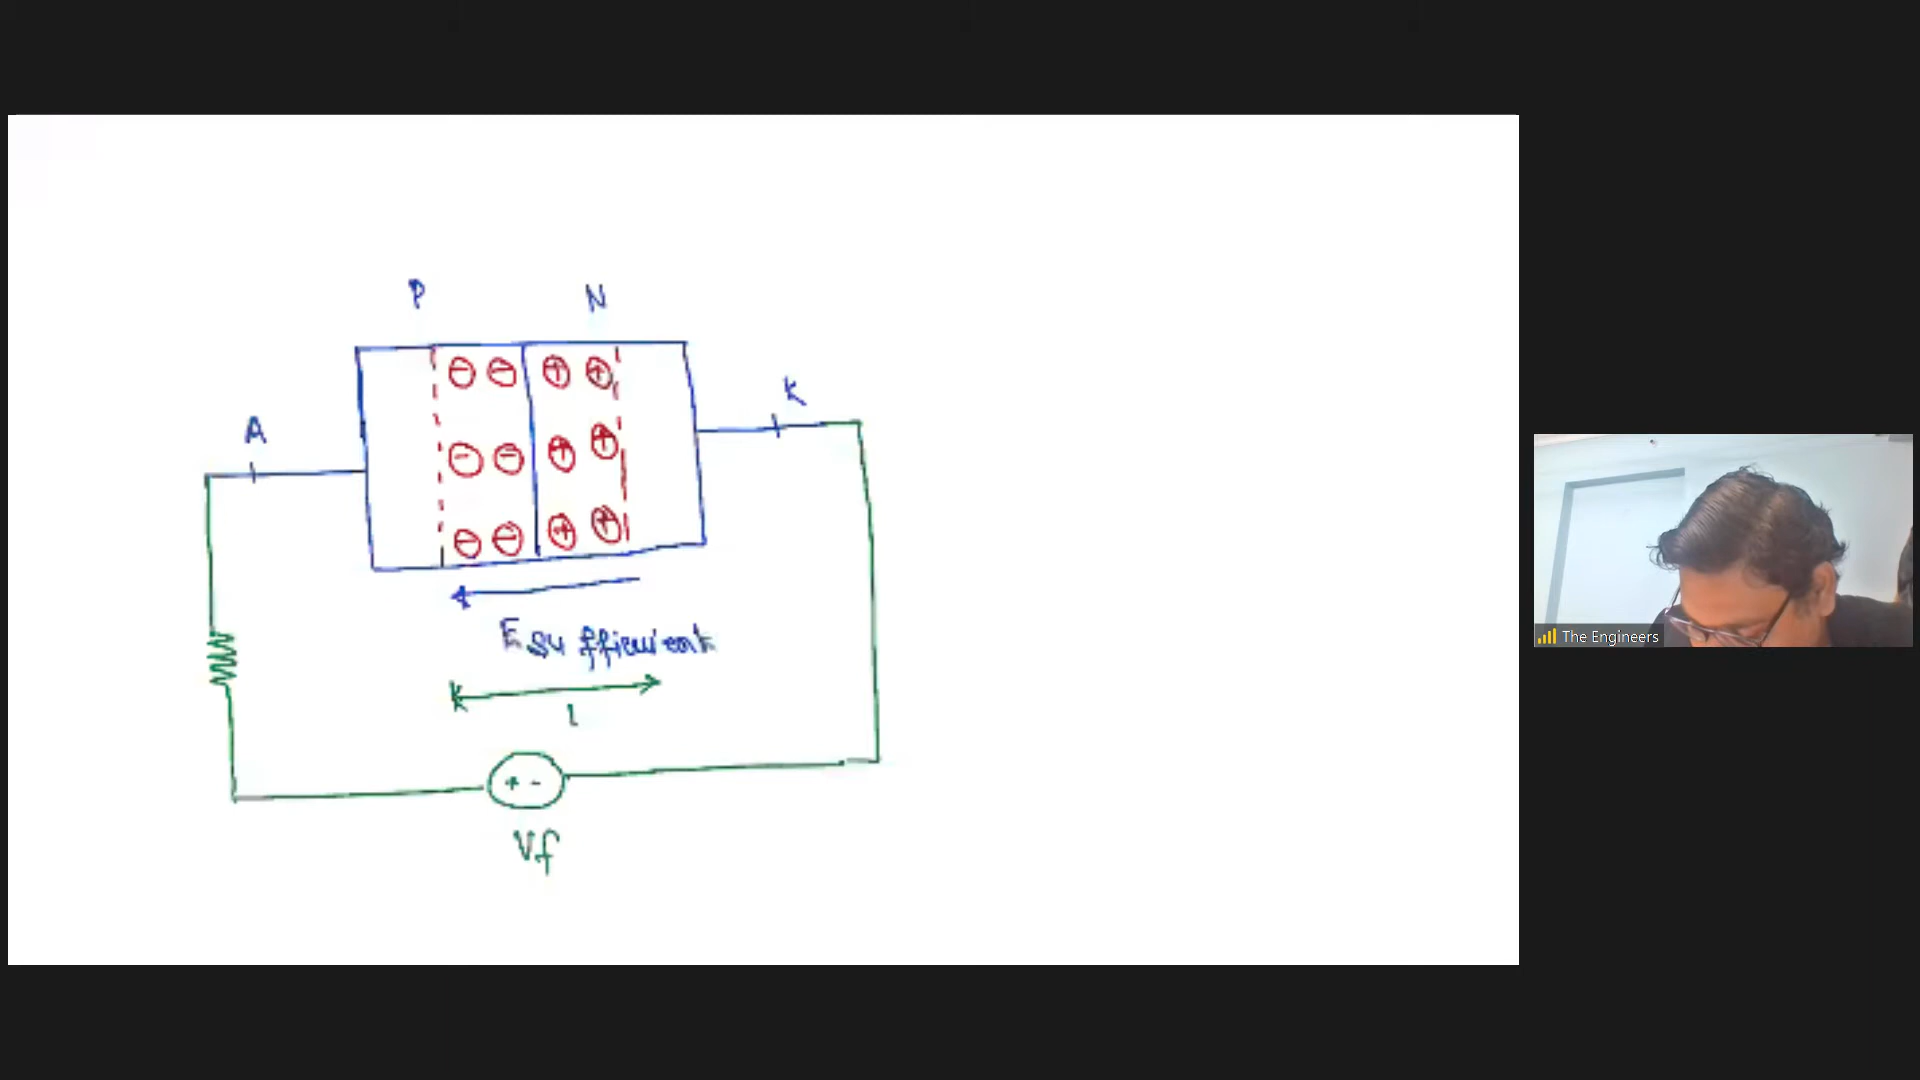 P N
⊖ ⊖ ⊕ ⊕
A K
⊖ ⊖ ⊕ ⊕
⊖ ⊖ ⊕ ⊕
E sufficient
l
+ -
Vf
The Engineers